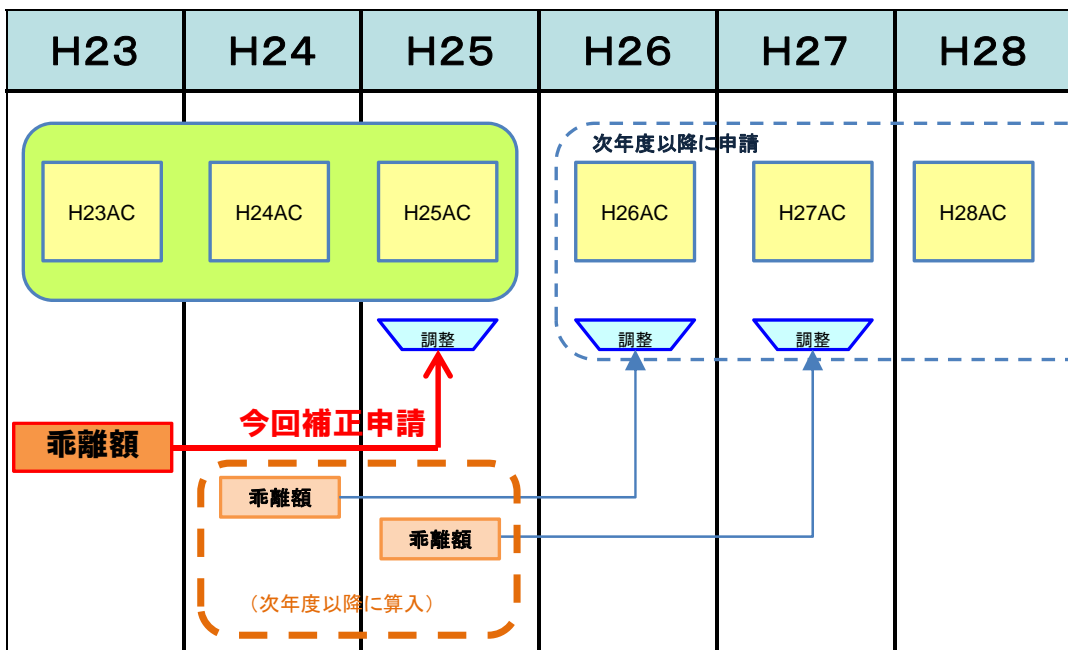 H23 H24 H25 H26 H27 H28
次年度以降に申請
H23AC H24AC H25AC H26AC H27AC H28AC
調整 調整 調整
今回補正申請
乖離額
乖離額
乖離額
（次年度以降に算入）